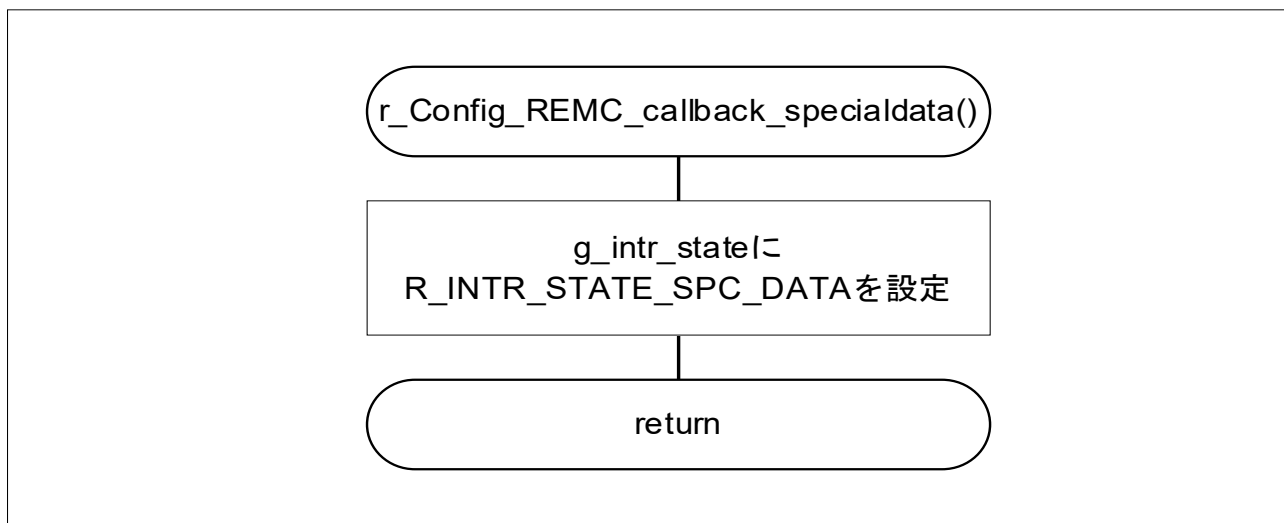 r_Config_REMC_callback_specialdata()
g_intr_stateに
R_INTR_STATE_SPC_DATAを設定
return